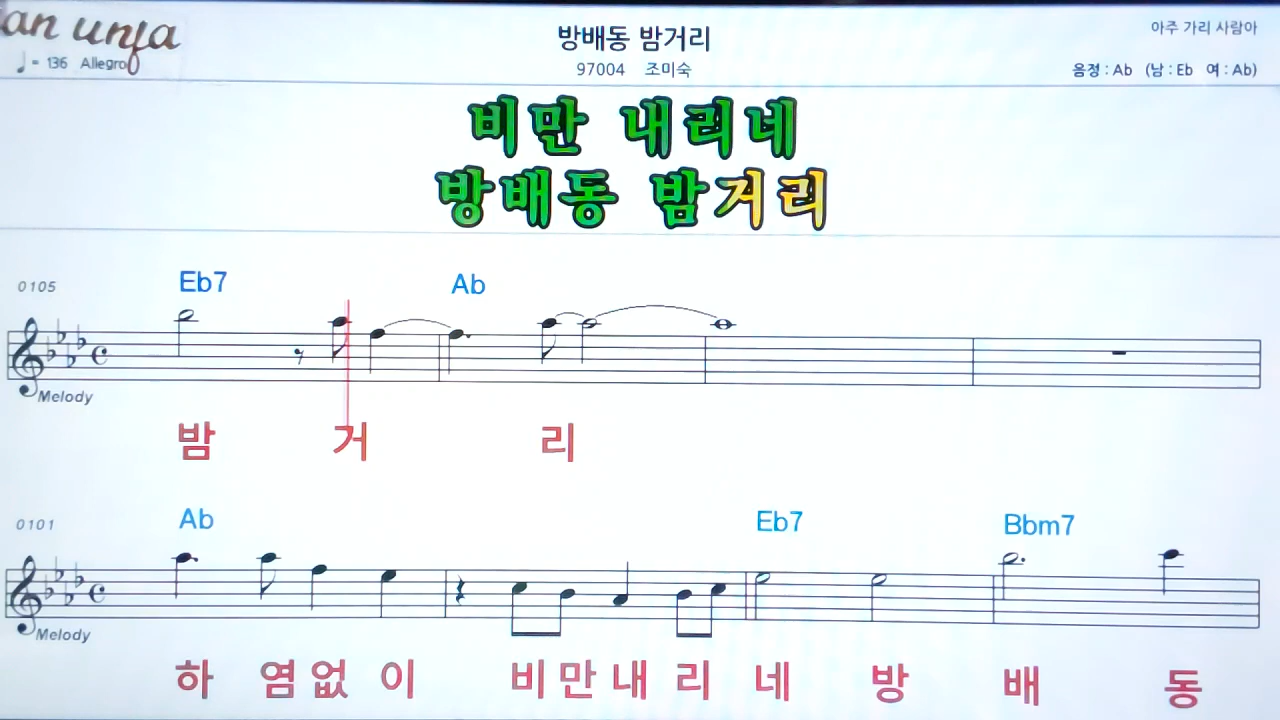 방배동 밤거리
아주 가리 사람아
♩= 136 Allegro
97004 조미숙
음정 : Ab (남 : Eb 여 : Ab)
비만 내리네
방배동 밤거리
0105 Eb7 Ab
Melody
밤 거 리
0101 Ab Eb7 Bbm7
Melody
하 염 없 이 비 만 내 리 네 방 배 동